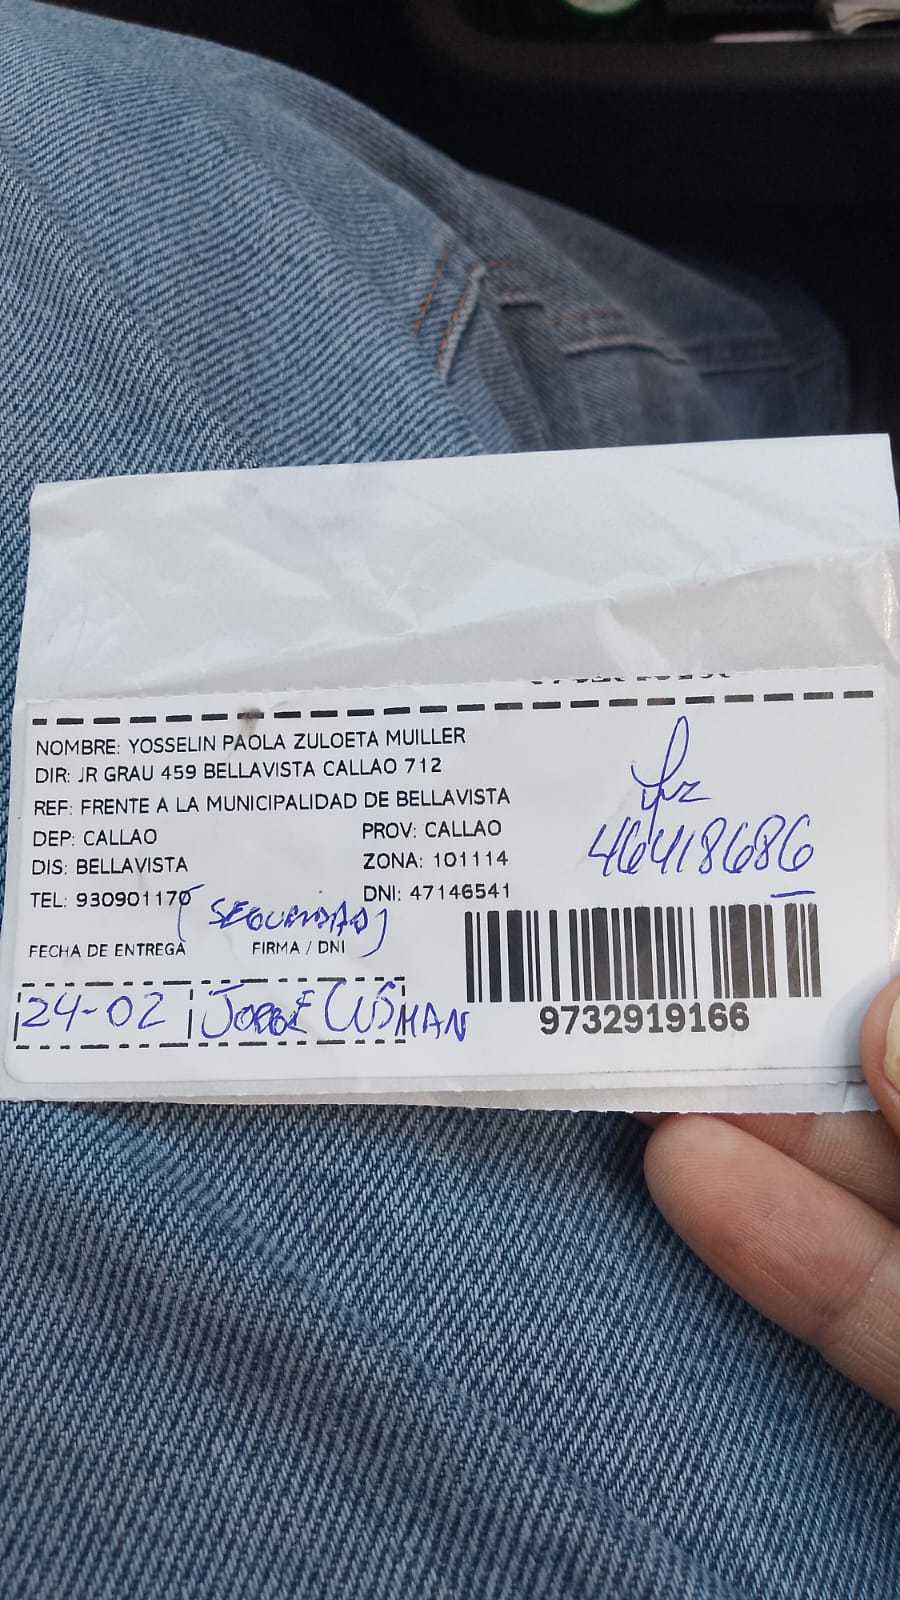 NOMBRE: YOSSELIN PAOLA ZULOETA MUILLER
DIR: JR GRAU 459 BELLAVISTA CALLAO 712
REF: FRENTE A LA MUNICIPALIDAD DE BELLAVISTA
DEP: CALLAO PROV: CALLAO
DIS: BELLAVISTA ZONA: 101114
TEL: 930901170 DNI: 47146541
46418686
(SEGURIDAD)
FECHA DE ENTREGA FIRMA / DNI
24-02 JORGE
9732919166